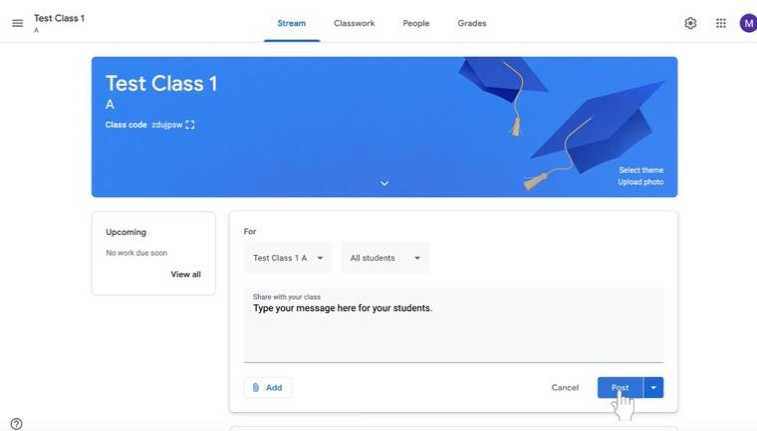 Test Class 1
A
Stream
Classwork
People
Grades
M
Test Class 1
A
Class code zdujpsw
Select theme
Upload photo
Upcoming
No work due soon
View all
For
Test Class 1 A
All students
Share with your class
Type your message here for your students.
Add
Cancel
Post